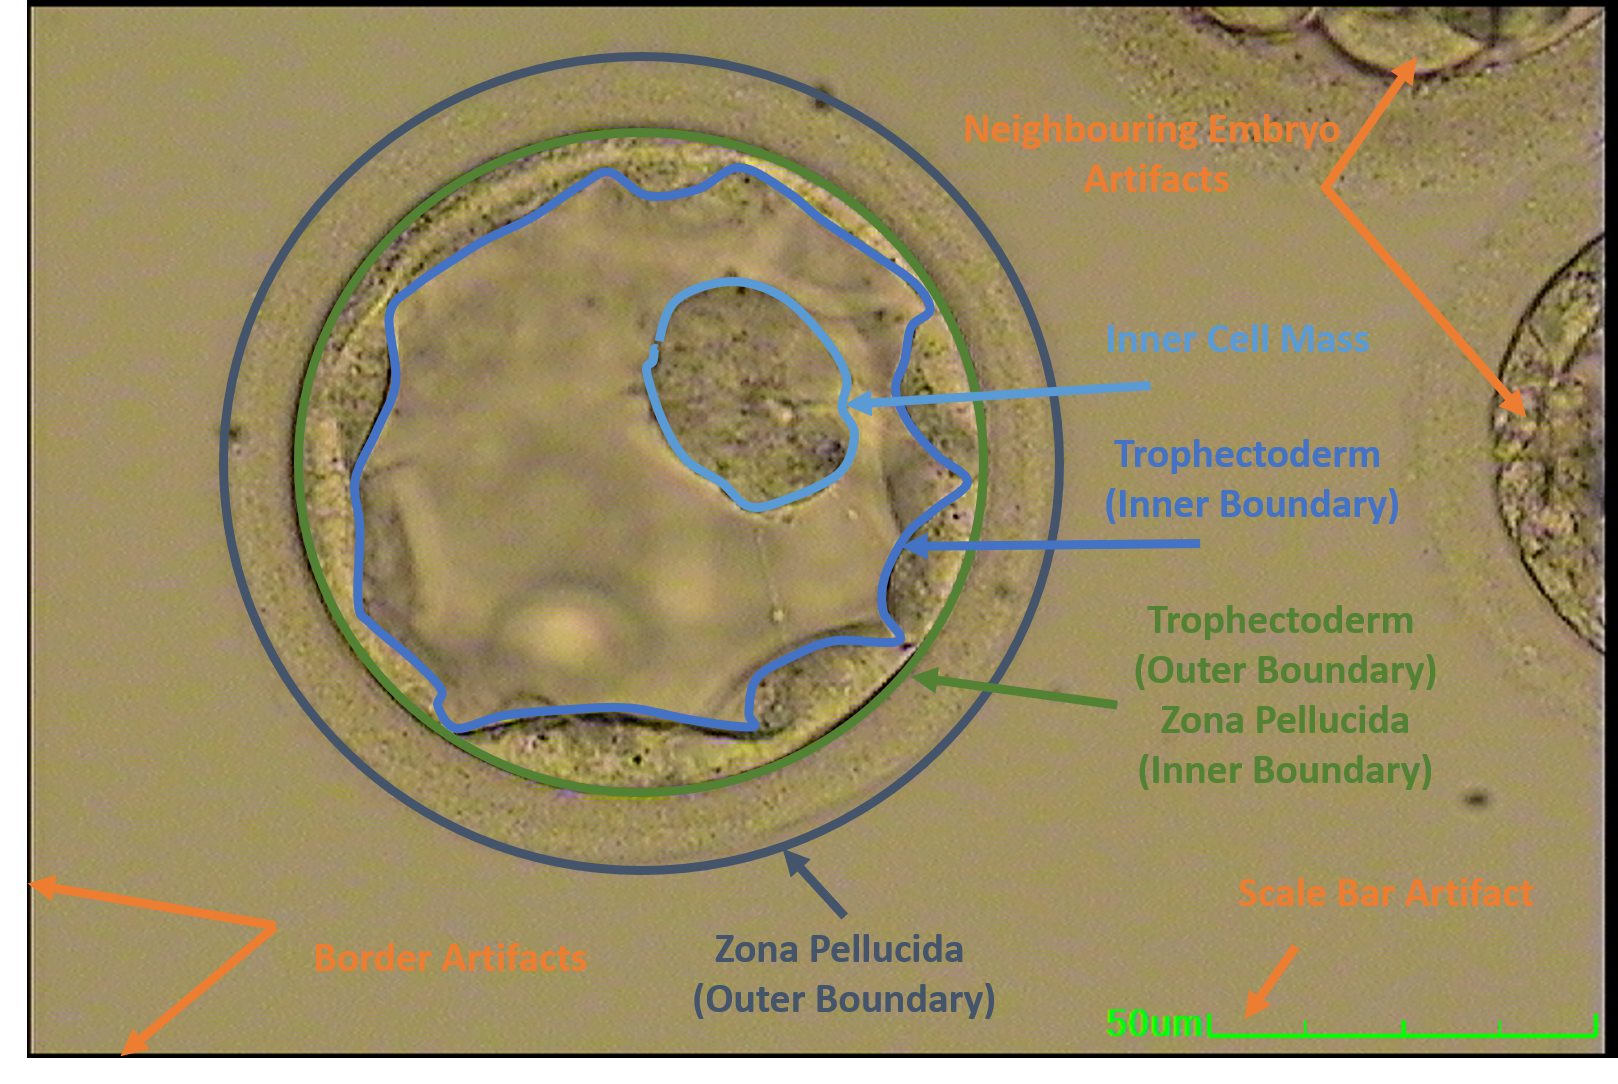 Neighbouring Embryo
Artifacts
Inner Cell Mass
Trophectoderm
(Inner Boundary)
Trophectoderm
(Outer Boundary)
Zona Pellucida
(Inner Boundary)
Scale Bar Artifact
Border Artifacts
Zona Pellucida
(Outer Boundary)
50um